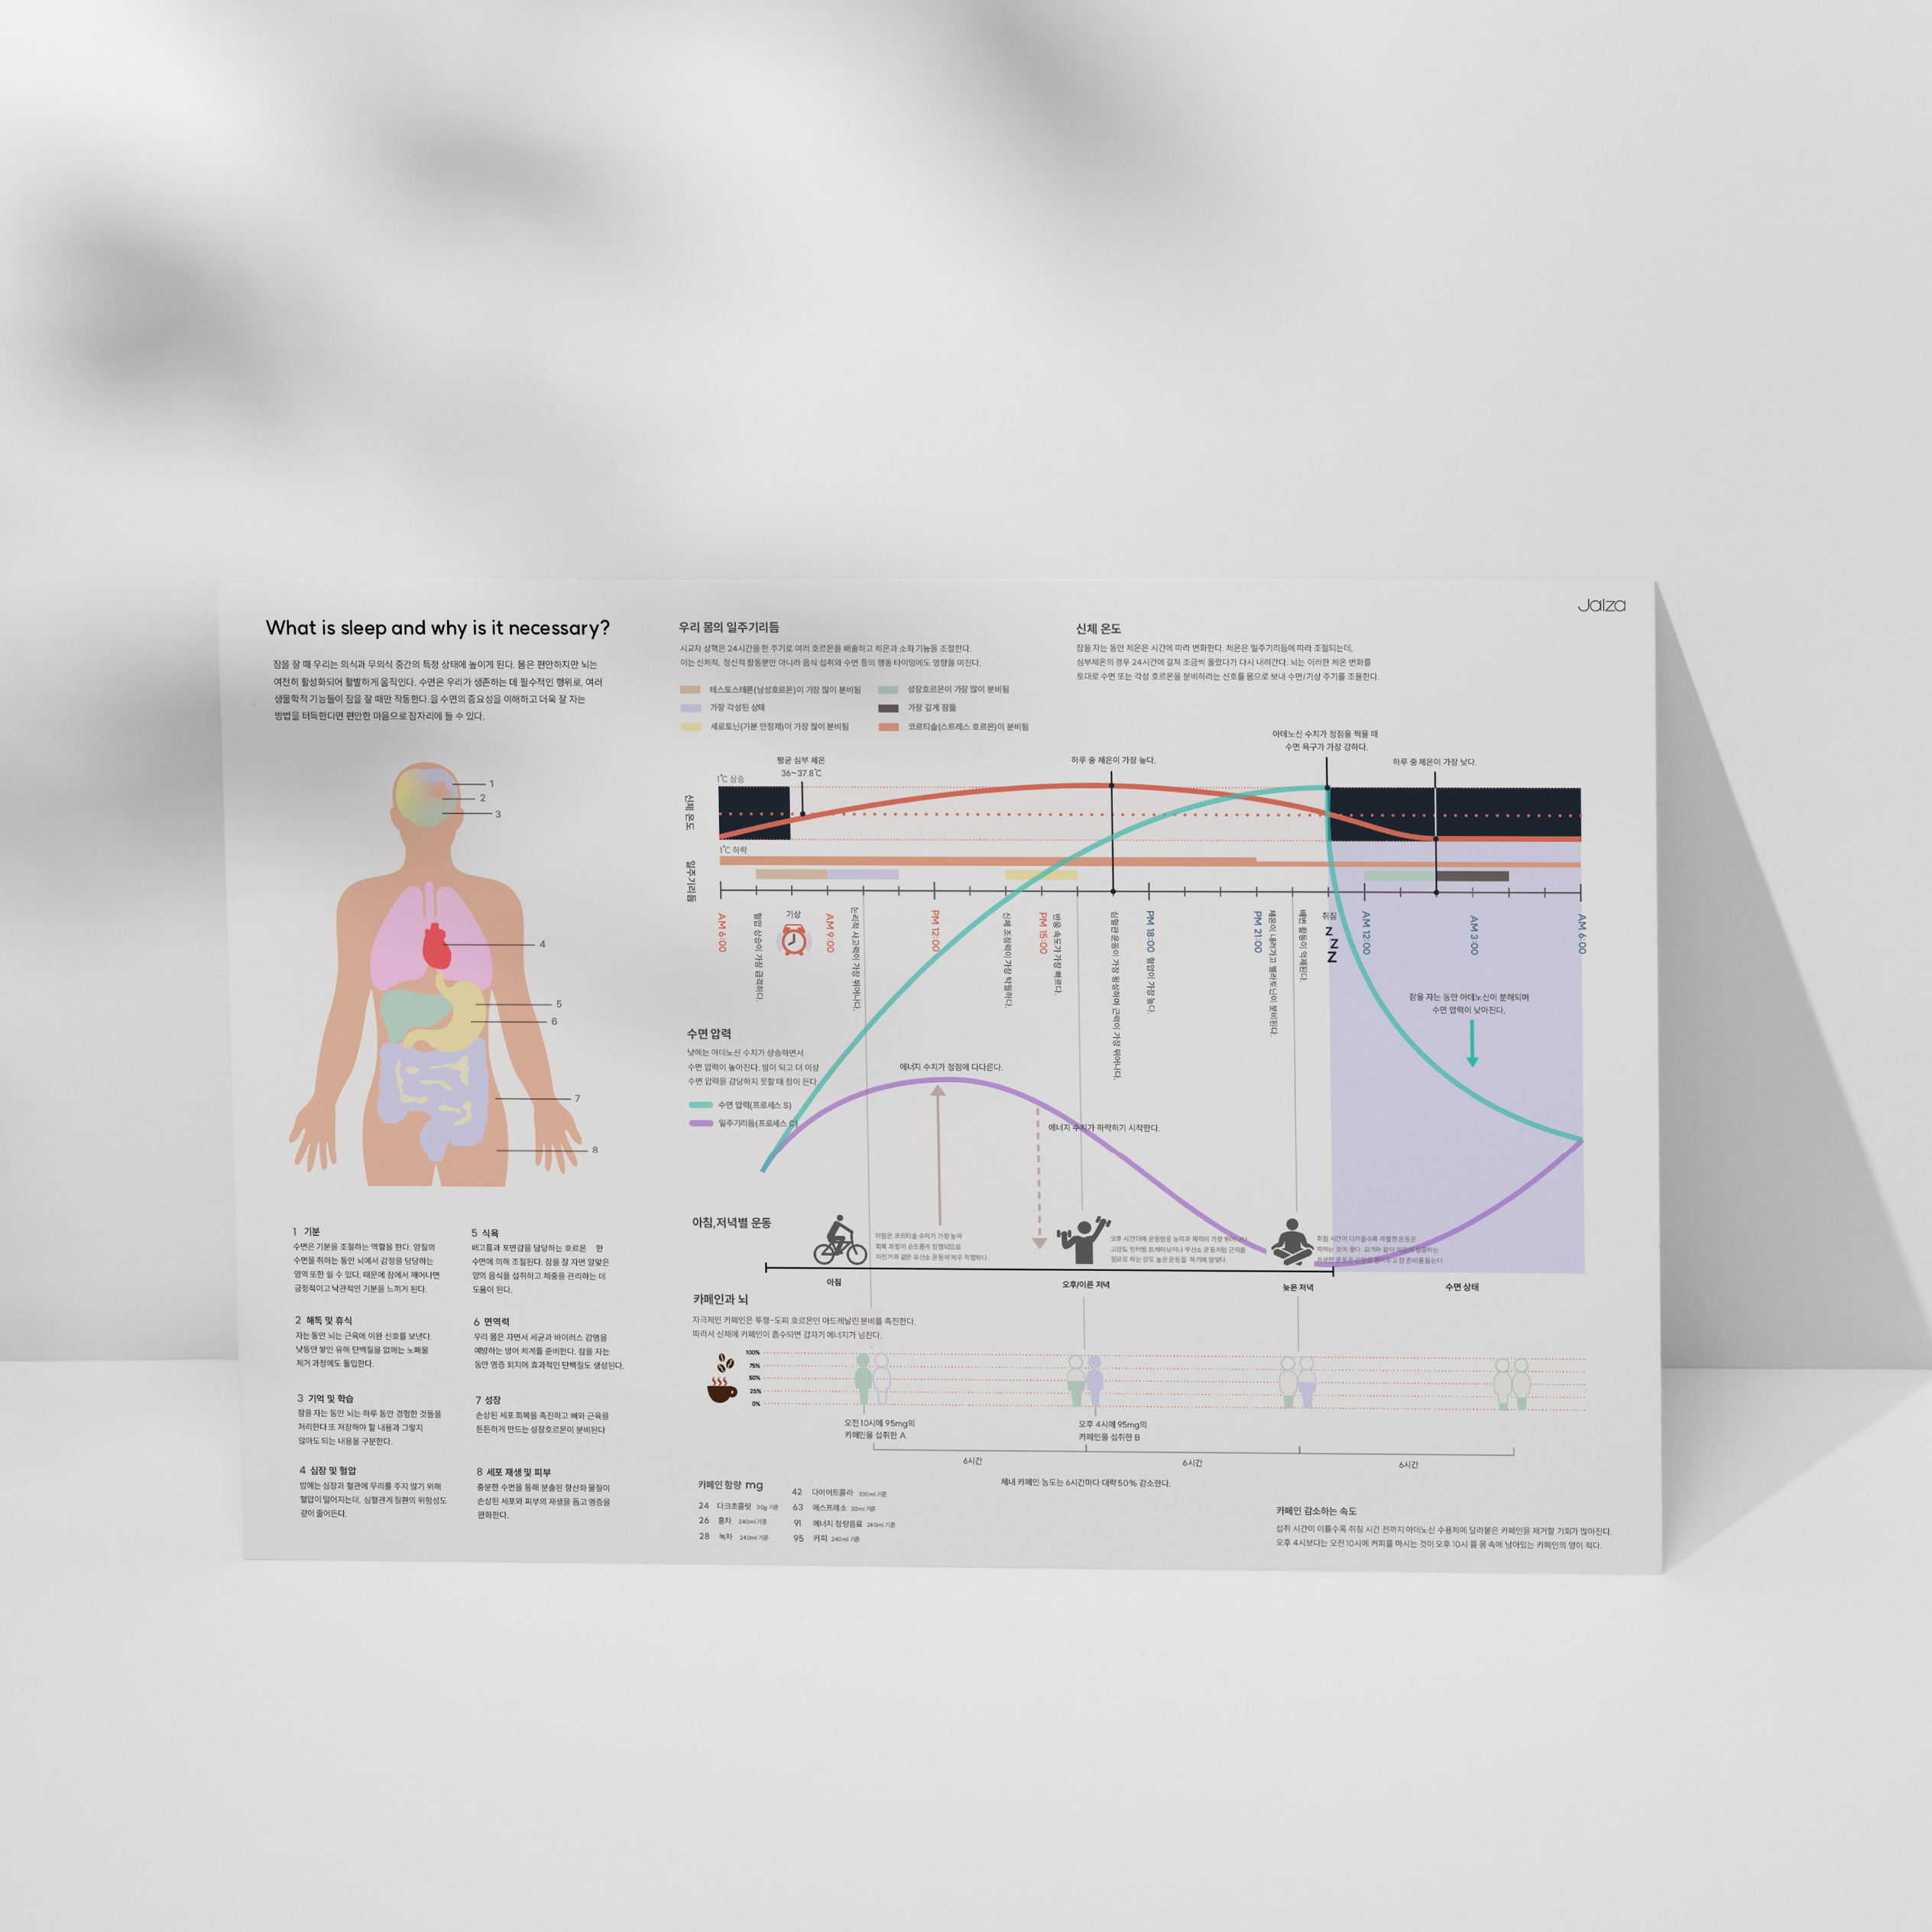 Jalza
What is sleep and why is it necessary?
잠을 잘 때 우리는 의식과 무의식 중간의 특정 상태에 놓이게 된다. 몸은 편안하지만 뇌는
여전히 활성화되어 활발하게 움직인다. 수면은 우리가 생존하는 데 필수적인 행위로, 여러
생물학적 기능들이 잠을 잘 때만 작동한다.을 수면의 중요성을 이해하고 더욱 잘 자는
방법을 터득한다면 편안한 마음으로 잠자리에 들 수 있다.
1
2
3
4
5
6
7
8
1 기분
수면은 기분을 조절하는 역할을 한다. 양질의
수면을 취하는 동안 뇌에서 감정을 담당하는
영역 또한 쉴 수 있다. 때문에 잠에서 깨어나면
긍정적이고 낙관적인 기분을 느끼게 된다.
2 해독 및 휴식
자는 동안 뇌는 근육에 이완 신호를 보낸다.
낮동안 쌓인 유해 단백질을 없애는 노폐물
제거 과정에도 돌입한다.
3 기억 및 학습
잠을 자는 동안 뇌는 하루 동안 경험한 것들을
처리한다 또 저장해야 할 내용과 그렇지
않아도 되는 내용을 구분한다.
4 심장 및 혈압
밤에는 심장과 혈관에 무리를 주지 않기 위해
혈압이 떨어지는데, 심혈관계 질환의 위험성도
같이 줄어든다.
5 식욕
배고픔과 포만감을 담당하는 호르몬 한
수면에 의해 조절된다. 잠을 잘 자면 알맞은
양의 음식을 섭취하고 체중을 관리하는 데
도움이 된다.
6 면역력
우리 몸은 자면서 세균과 바이러스 감염을
예방하는 방어 체계를 준비한다. 잠을 자는
동안 염증 퇴치에 효과적인 단백질도 생성된다.
7 성장
손상된 세포 회복을 촉진하고 뼈와 근육을
튼튼하게 만드는 성장호르몬이 분비된다
8 세포 재생 및 피부
충분한 수면을 통해 분출된 항산화 물질이
손상된 세포와 피부의 재생을 돕고 염증을
완화한다.
우리 몸의 일주기리듬
시교차 상핵은 24시간을 한 주기로 여러 호르몬을 배출하고 체온과 소화 기능을 조절한다.
이는 신체적, 정신적 활동뿐만 아니라 음식 섭취와 수면 등의 행동 타이밍에도 영향을 미친다.
테스토스테론(남성호르몬)이 가장 많이 분비됨
가장 각성된 상태
세로토닌(기분 안정제)이 가장 많이 분비됨
성장호르몬이 가장 많이 분비됨
가장 깊게 잠듦
코르티솔(스트레스 호르몬)이 분비됨
신체 온도
잠을 자는 동안 체온은 시간에 따라 변화한다. 체온은 일주기리듬에 따라 조절되는데,
심부체온의 경우 24시간에 걸쳐 조금씩 올랐다가 다시 내려간다. 뇌는 이러한 체온 변화를
토대로 수면 또는 각성 호르몬을 분비하라는 신호를 몸으로 보내 수면/기상 주기를 조율한다.
평균 심부 체온
36~37.8℃
하루 중 체온이 가장 높다.
아데노신 수치가 정점을 찍을 때
수면 욕구가 가장 강하다.
하루 중 체온이 가장 낮다.
1℃ 상승
신체 온도
1℃ 하락
일주기리듬
AM 6:00
혈압 상승이 가장 급격하다.
기상
AM 9:00
논리적 사고력이 가장 뛰어나다.
PM 12:00
신체 조정력이 가장 탁월하다.
PM 15:00
반응 속도가 가장 빠르다.
심혈관 운동이 가장 왕성하며 근력이 가장 뛰어나다.
PM 18:00
혈압이 가장 높다.
PM 21:00
체온이 내려가고 멜라토닌이 분비된다
배변 활동이 억제된다.
취침
Z
Z
Z
AM 12:00
AM 3:00
AM 6:00
잠을 자는 동안 아데노신이 분해되며
수면 압력이 낮아진다.
수면 압력
낮에는 아데노신 수치가 상승하면서
수면 압력이 높아진다. 밤이 되고 더 이상
수면 압력을 감당하지 못할 때 잠이 든다.
수면 압력(프로세스 S)
일주기리듬(프로세스 C)
에너지 수치가 정점에 다다른다.
에너지 수치가 하락하기 시작한다.
아침,저녁별 운동
아침은 코르티솔 수치가 가장 높아
회복 과정이 순조롭게 진행되므로
자전거와 같은 유산소 운동에 매우 적합하다.
오후 시간대에 운동범을 능력과 체력이 가장 뛰어나다.
고강도 인터벌 트레이닝이나 무산소 운동처럼 근력을
필요로 하는 강도 높은 운동을 하기에 알맞다.
취침 시간이 다가올수록 격렬한 운동은
피하는 것이 좋다.
아침
오후/이른 저녁
늦은 저녁
수면 상태
카페인과 뇌
자극제인 카페인은 투쟁-도피 호르몬인 아드레날린 분비를 촉진한다.
따라서 신체에 카페인이 흡수되면 갑자기 에너지가 넘친다.
100%
75%
50%
25%
0%
오전 10시에 95mg의
카페인을 섭취한 A
오후 4시에 95mg의
카페인을 섭취한 B
6시간
6시간
6시간
체내 카페인 농도는 6시간마다 대략 50% 감소한다.
카페인 함량 mg
24 다크초콜릿 30g 기준
26 홍차 240ml 기준
28 녹차 240ml 기준
42 다이어트콜라 330ml 기준
63 에스프레소 30ml 기준
91 에너지 청량음료 240ml 기준
95 커피 240ml 기준
카페인 감소하는 속도
섭취 시간이 이를수록 취침 시간 전까지 아데노신 수용체에 달라붙은 카페인을 제거할 기회가 많아진다.
오후 4시보다는 오전 10시에 커피를 마시는 것이 오후 10시 쯤 몸 속에 남아있는 카페인의 양이 적다.